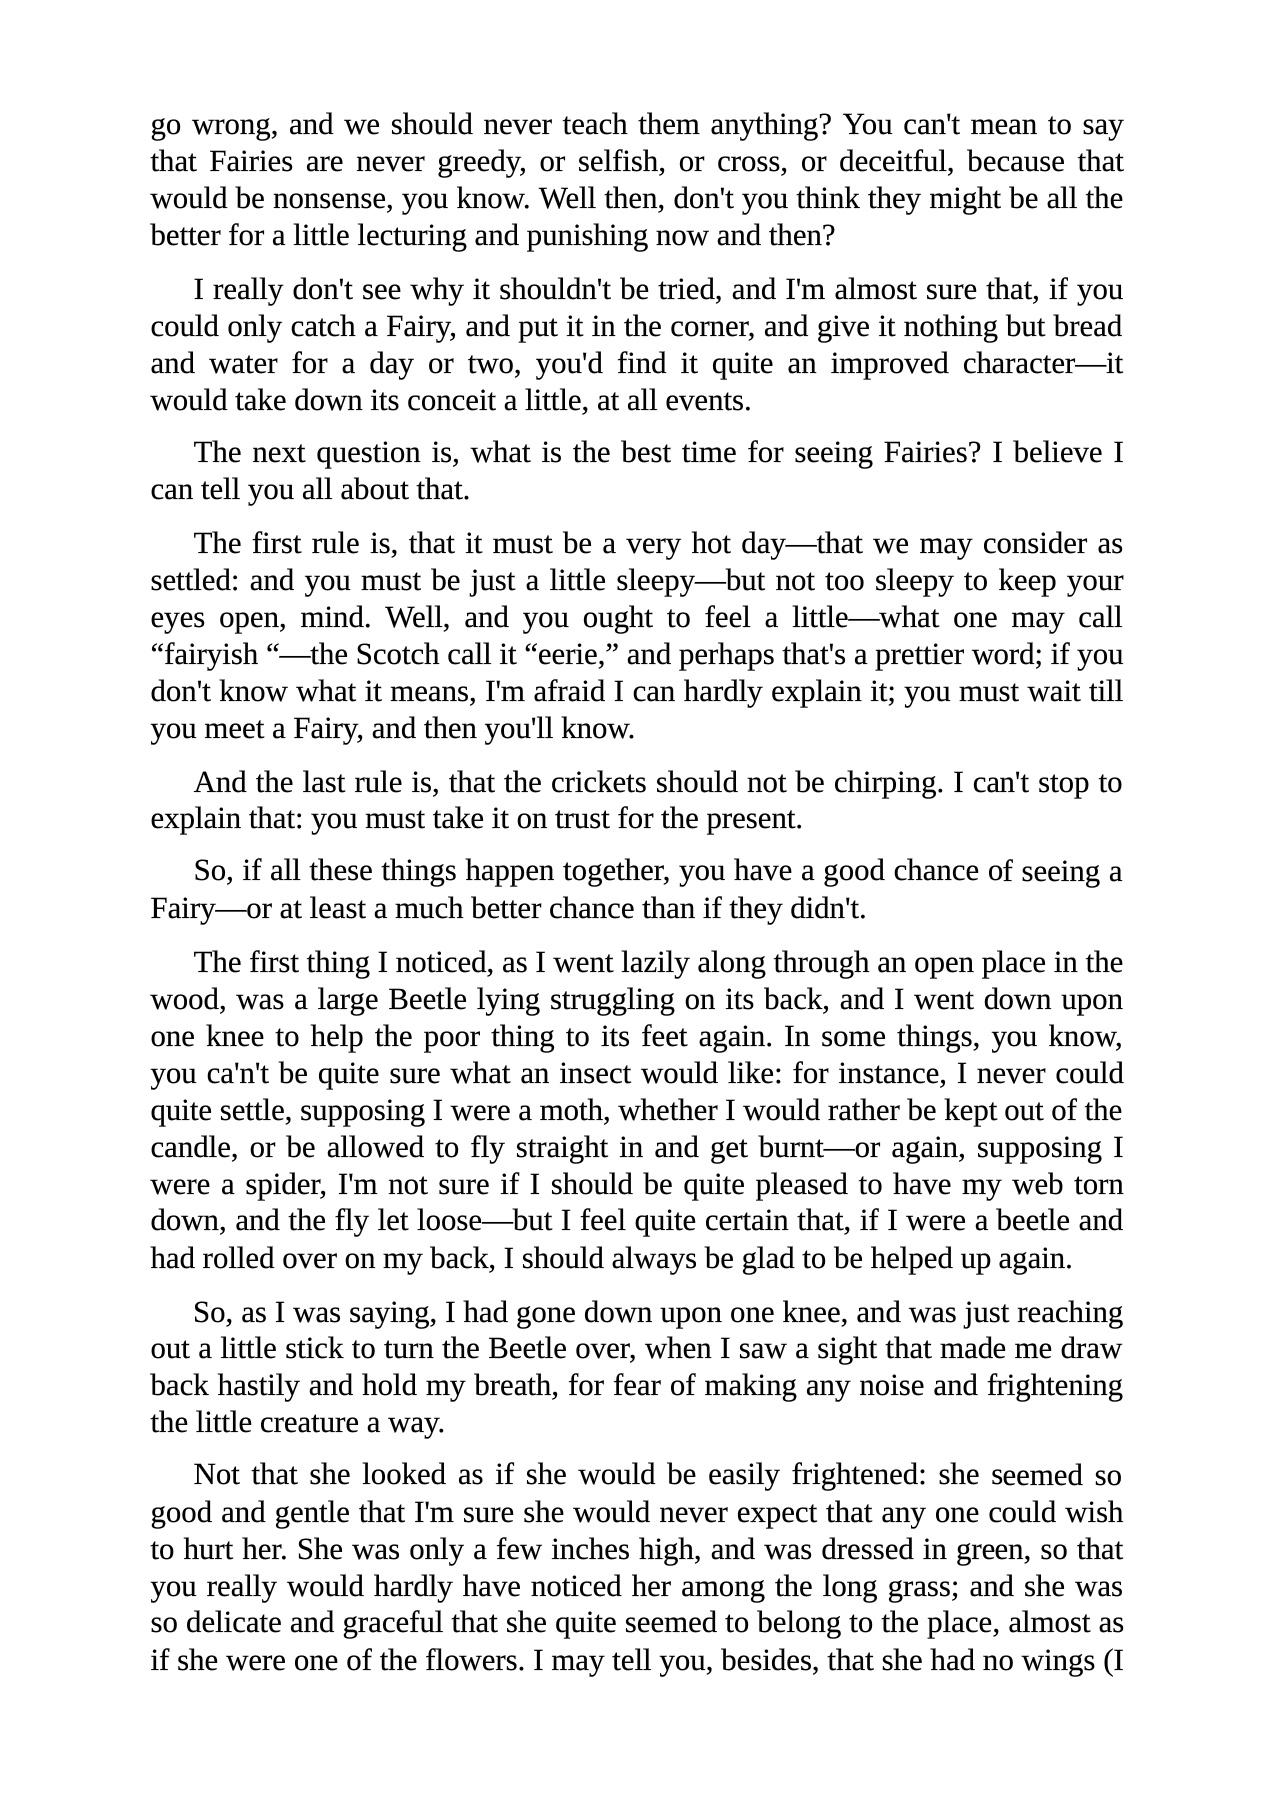 go wrong, and we should never teach them anything? You can't mean to say
that Fairies are never greedy, or selfish, or cross, or deceitful, because that
would be nonsense, you know. Well then, don't you think they might be all the
better for a little lecturing and punishing now and then?
I really don't see why it shouldn't be tried, and I'm almost sure that, if you
could only catch a Fairy, and put it in the corner, and give it nothing but bread
and water for a day or two, you'd find it quite an improved character—it
would take down its conceit a little, at all events.
The next question is, what is the best time for seeing Fairies? I believe I
can tell you all about that.
The first rule is, that it must be a very hot day—that we may consider as
settled: and you must be just a little sleepy—but not too sleepy to keep your
eyes open, mind. Well, and you ought to feel a little—what one may call
“fairyish “—the Scotch call it “eerie,” and perhaps that's a prettier word; if you
don't know what it means, I'm afraid I can hardly explain it; you must wait till
you meet a Fairy, and then you'll know.
And the last rule is, that the crickets should not be chirping. I can't stop to
explain that: you must take it on trust for the present.
So, if all these things happen together, you have a good chance of seeing a
Fairy—or at least a much better chance than if they didn't.
The first thing I noticed, as I went lazily along through an open place in the
wood, was a large Beetle lying struggling on its back, and I went down upon
one knee to help the poor thing to its feet again. In some things, you know,
you ca'n't be quite sure what an insect would like: for instance, I never could
quite settle, supposing I were a moth, whether I would rather be kept out of the
candle, or be allowed to fly straight in and get burnt—or again, supposing I
were a spider, I'm not sure if I should be quite pleased to have my web torn
down, and the fly let loose—but I feel quite certain that, if I were a beetle and
had rolled over on my back, I should always be glad to be helped up again.
So, as I was saying, I had gone down upon one knee, and was just reaching
out a little stick to turn the Beetle over, when I saw a sight that made me draw
back hastily and hold my breath, for fear of making any noise and frightening
the little creature a way.
Not that she looked as if she would be easily frightened: she seemed so
good and gentle that I'm sure she would never expect that any one could wish
to hurt her. She was only a few inches high, and was dressed in green, so that
you really would hardly have noticed her among the long grass; and she was
so delicate and graceful that she quite seemed to belong to the place, almost as
if she were one of the flowers. I may tell you, besides, that she had no wings (I